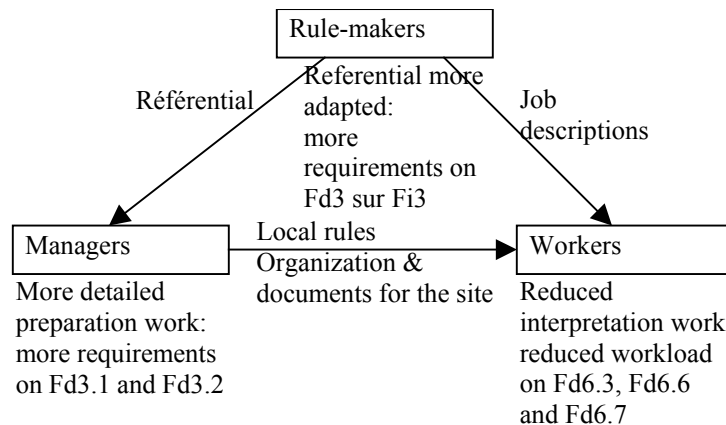 Rule-makers
Référential
Referential more
adapted:
more
requirements on
Fd3 sur Fi3
Job
descriptions
Managers
Local rules
Organization &
documents for the site
Workers
More detailed
preparation work:
more requirements
on Fd3.1 and Fd3.2
Reduced
interpretation work
reduced workload
on Fd6.3, Fd6.6
and Fd6.7